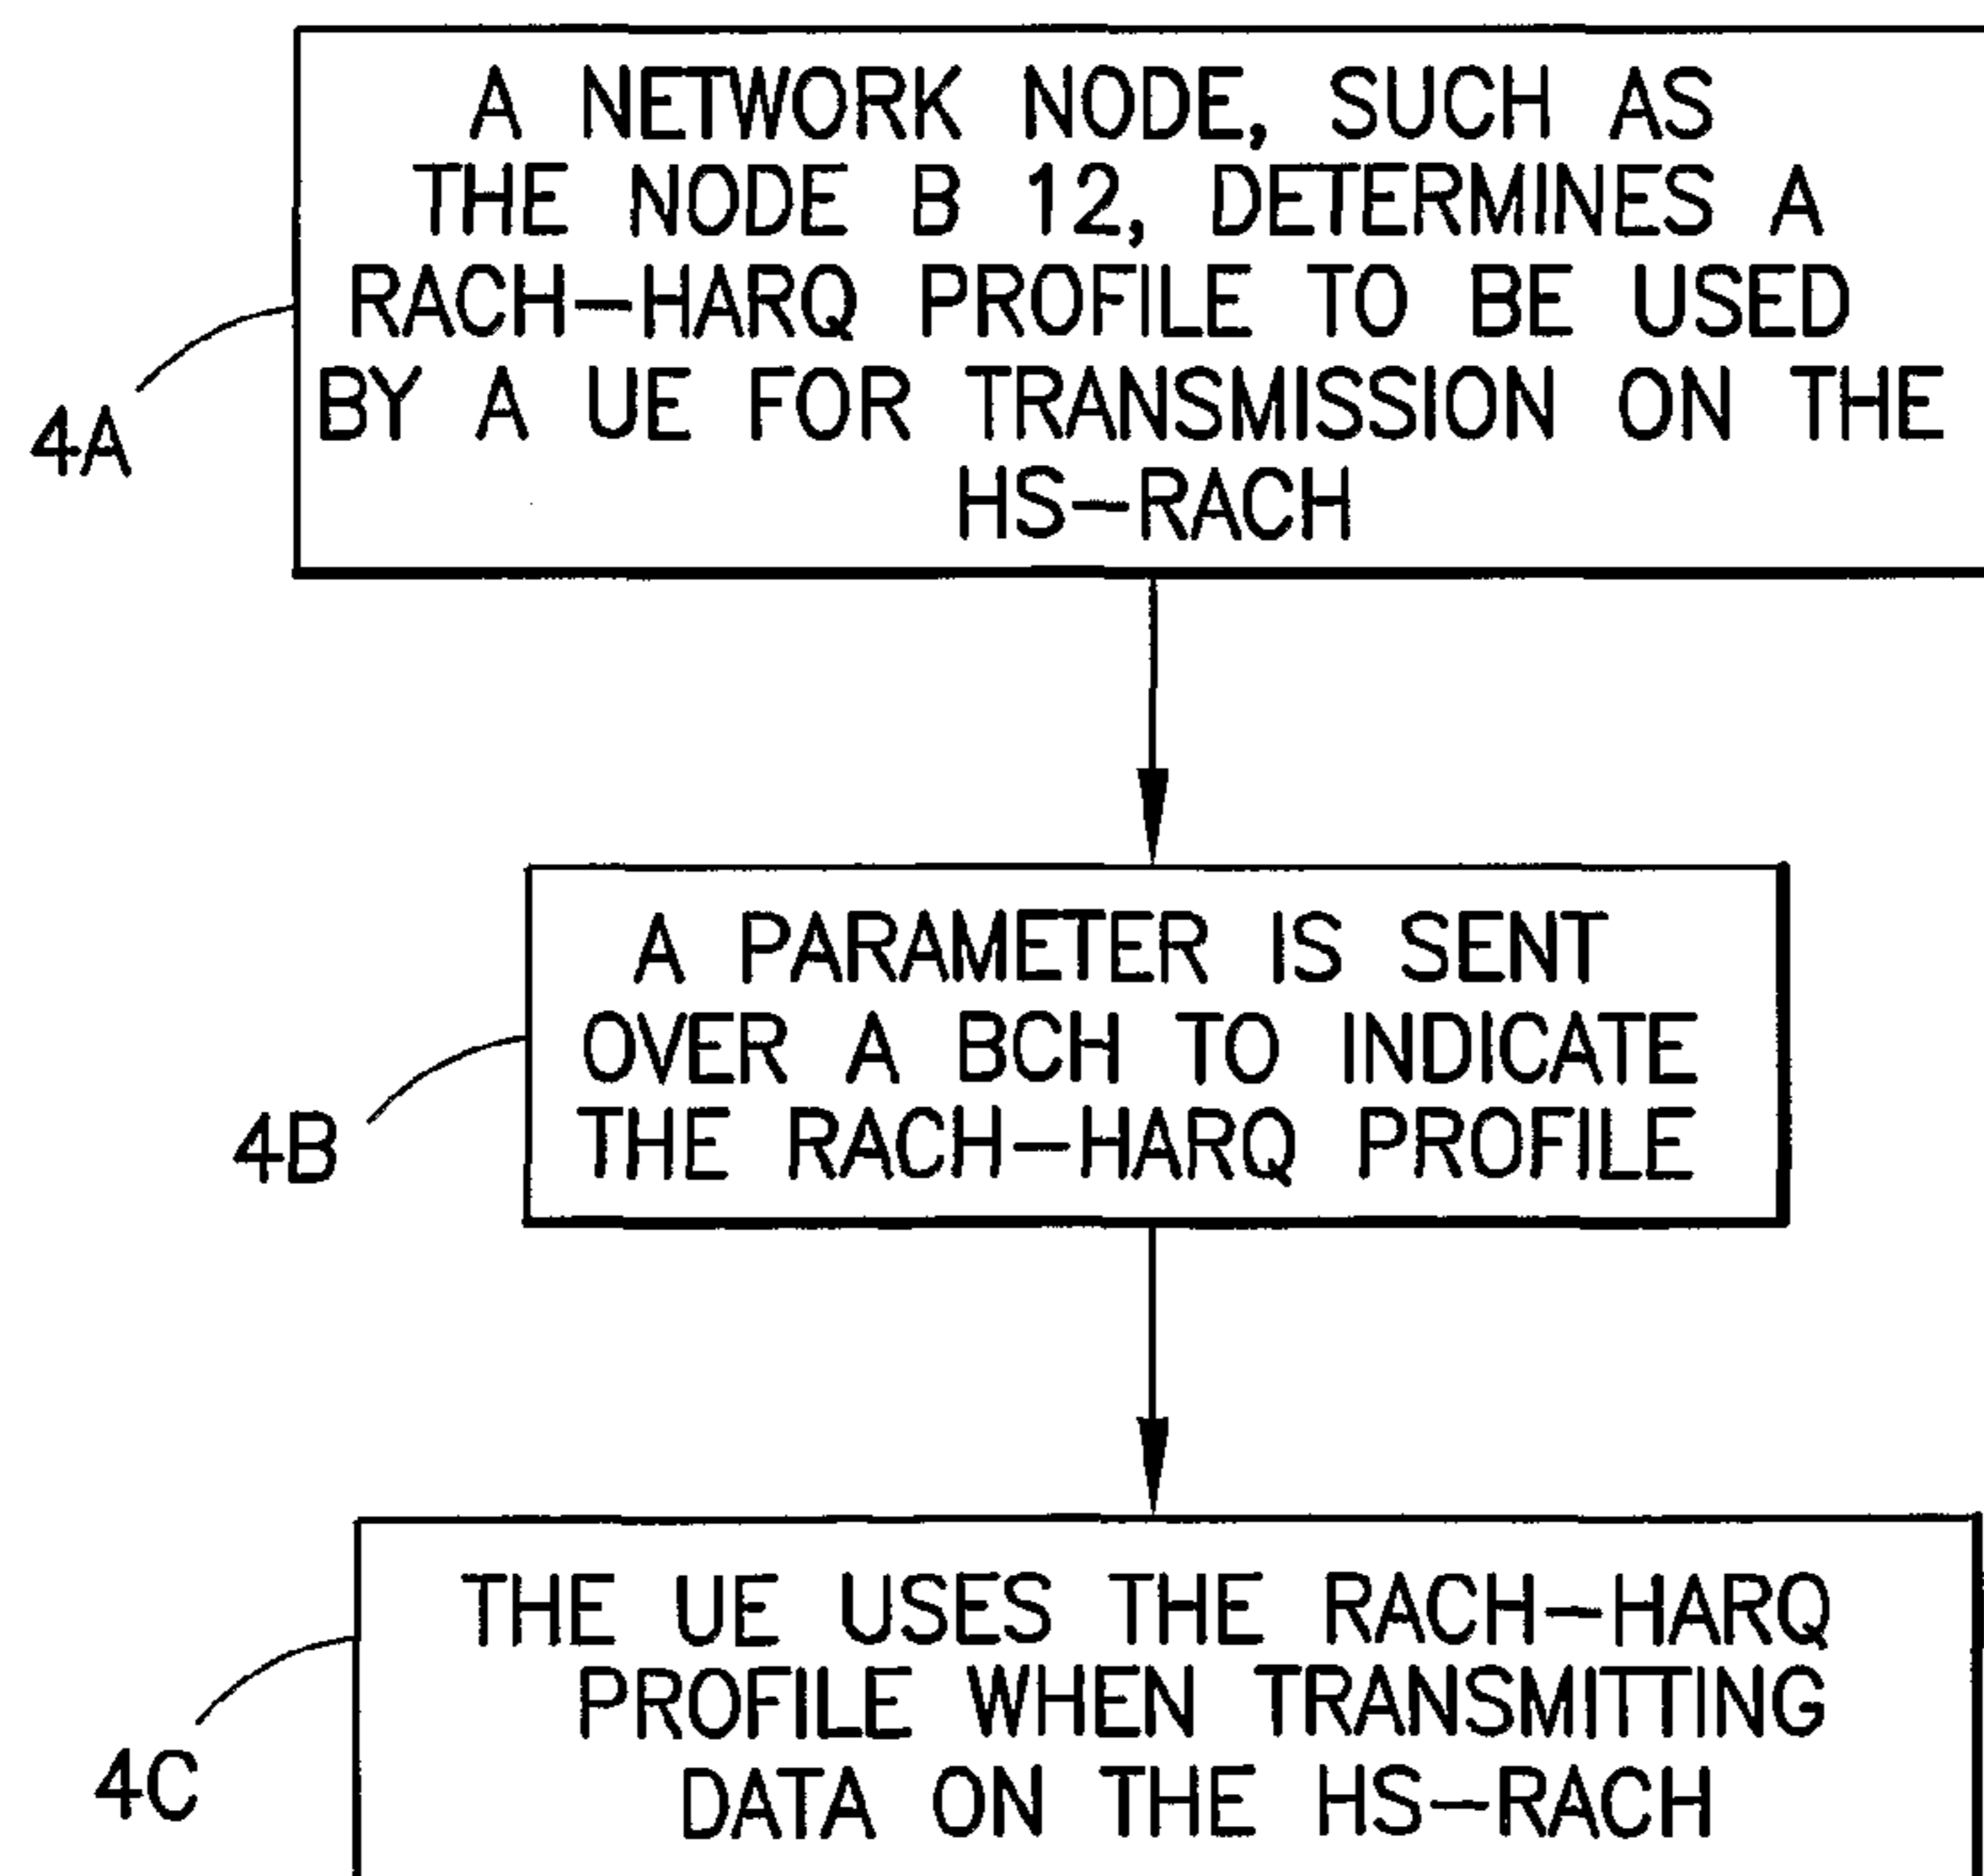 A NETWORK NODE, SUCH AS
THE NODE B 12, DETERMINES A
RACH-HARQ PROFILE TO BE USED
BY A UE FOR TRANSMISSION ON THE
HS-RACH
4A
A PARAMETER IS SENT
OVER A BCH TO INDICATE
THE RACH-HARQ PROFILE
4B
THE UE USES THE RACH-HARQ
PROFILE WHEN TRANSMITTING
DATA ON THE HS-RACH
4C